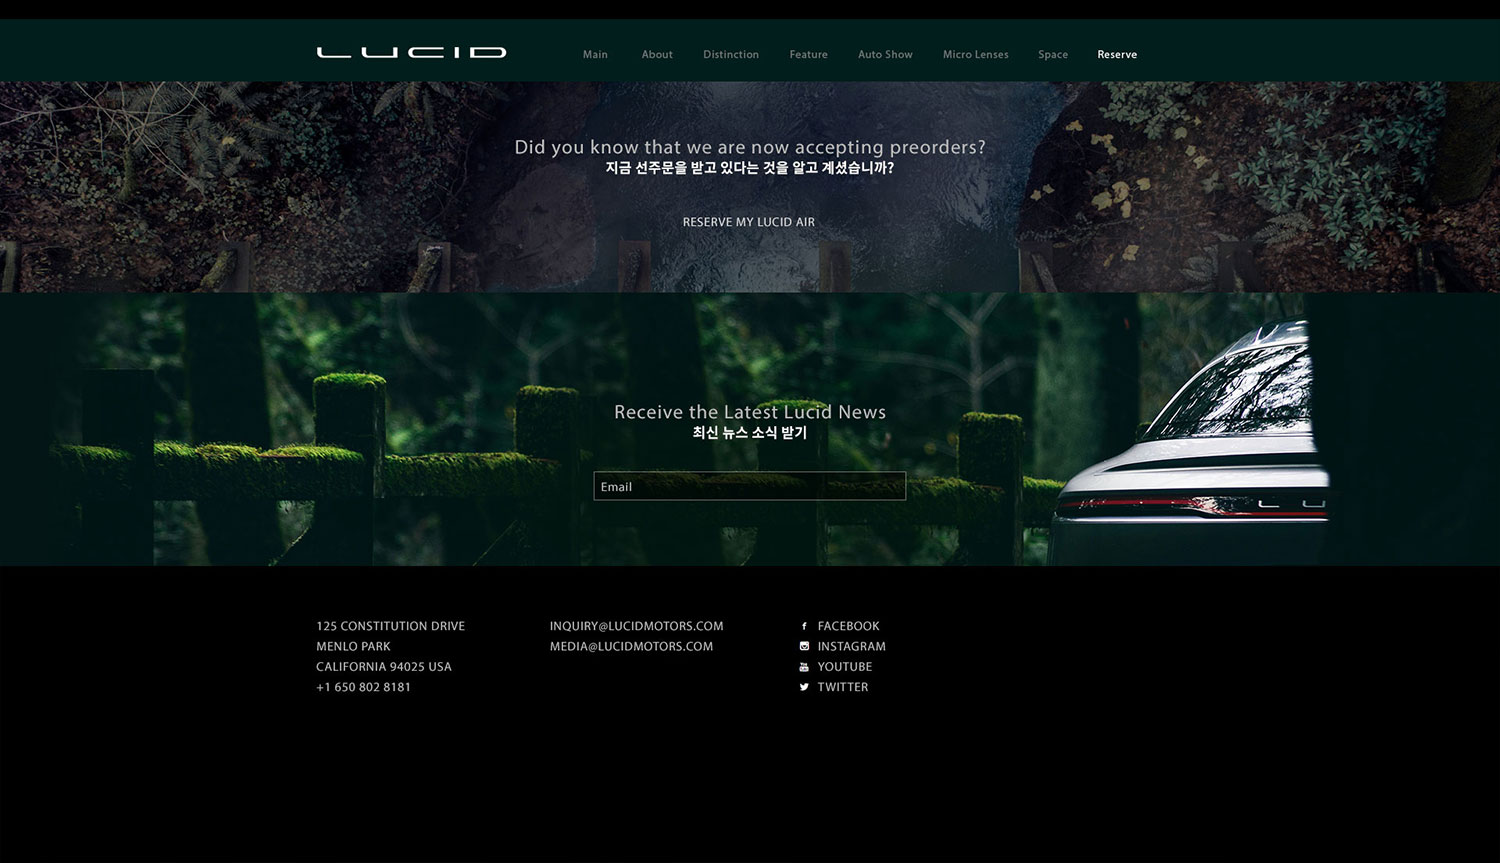 LUCID
Main About Distinction Feature Auto Show Micro Lenses Space Reserve
Did you know that we are now accepting preorders?
지금 선주문을 받고 있다는 것을 알고 계셨습니까?
RESERVE MY LUCID AIR
Receive the Latest Lucid News
최신 뉴스 소식 받기
Email
L U
125 CONSTITUTION DRIVE
MENLO PARK
CALIFORNIA 94025 USA
+1 650 802 8181
INQUIRY@LUCIDMOTORS.COM
MEDIA@LUCIDMOTORS.COM
FACEBOOK
INSTAGRAM
YOUTUBE
TWITTER